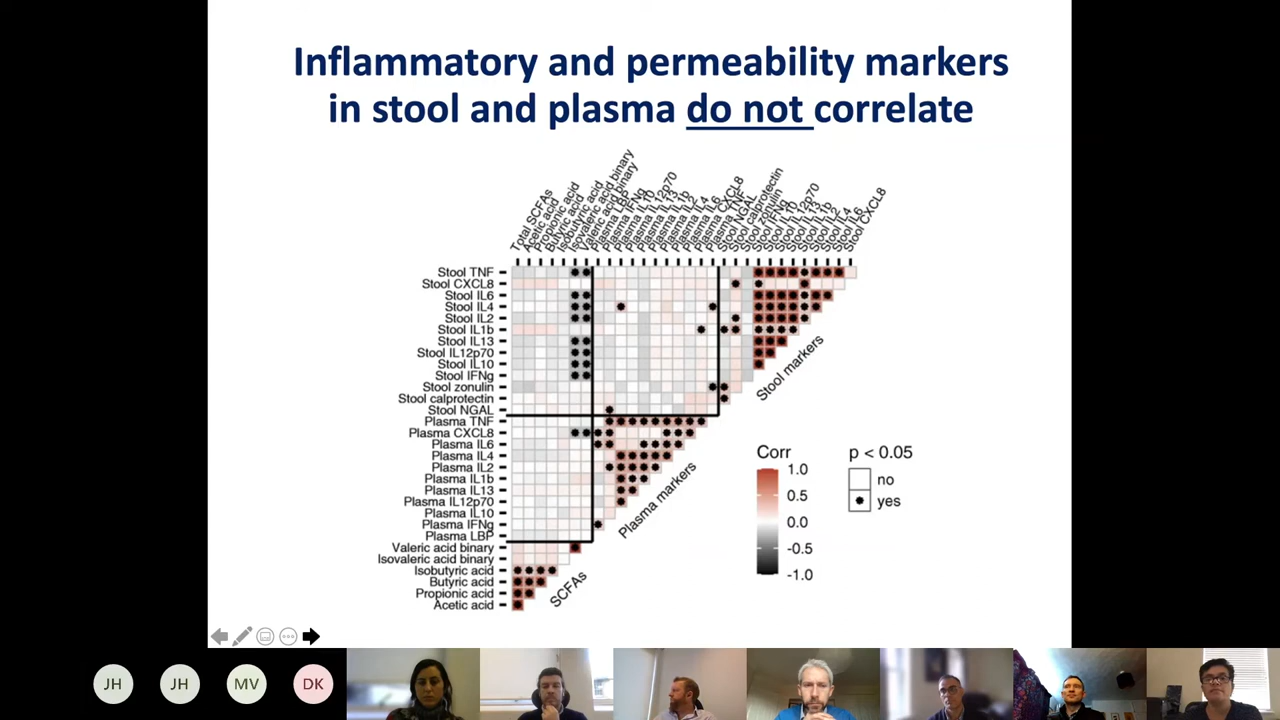 Inflammatory and permeability markers
in stool and plasma do not correlate
Total SCFAs
Acetic acid
Propionic acid
Butyric acid
Isobutyric acid
Isovaleric acid binary
Valeric acid binary
Plasma LBP
Plasma IFNg
Plasma IL10
Plasma IL12p70
Plasma IL13
Plasma IL1b
Plasma IL2
Plasma IL4
Plasma IL6
Plasma CXCL8
Plasma TNF
Stool NGAL
Stool calprotectin
Stool zonulin
Stool IFNg
Stool IL10
Stool IL12p70
Stool IL13
Stool IL1b
Stool IL2
Stool IL4
Stool IL6
Stool CXCL8
Stool TNF
Stool CXCL8
Stool IL6
Stool IL4
Stool IL2
Stool IL1b
Stool IL13
Stool IL12p70
Stool IL10
Stool IFNg
Stool zonulin
Stool calprotectin
Stool NGAL
Plasma TNF
Plasma CXCL8
Plasma IL6
Plasma IL4
Plasma IL2
Plasma IL1b
Plasma IL13
Plasma IL12p70
Plasma IL10
Plasma IFNg
Plasma LBP
Valeric acid binary
Isovaleric acid binary
Isobutyric acid
Butyric acid
Propionic acid
Acetic acid
Stool markers
Plasma markers
SCFAs
Corr
1.0
0.5
0.0
-0.5
-1.0
p < 0.05
no
yes
JH
JH
MV
DK